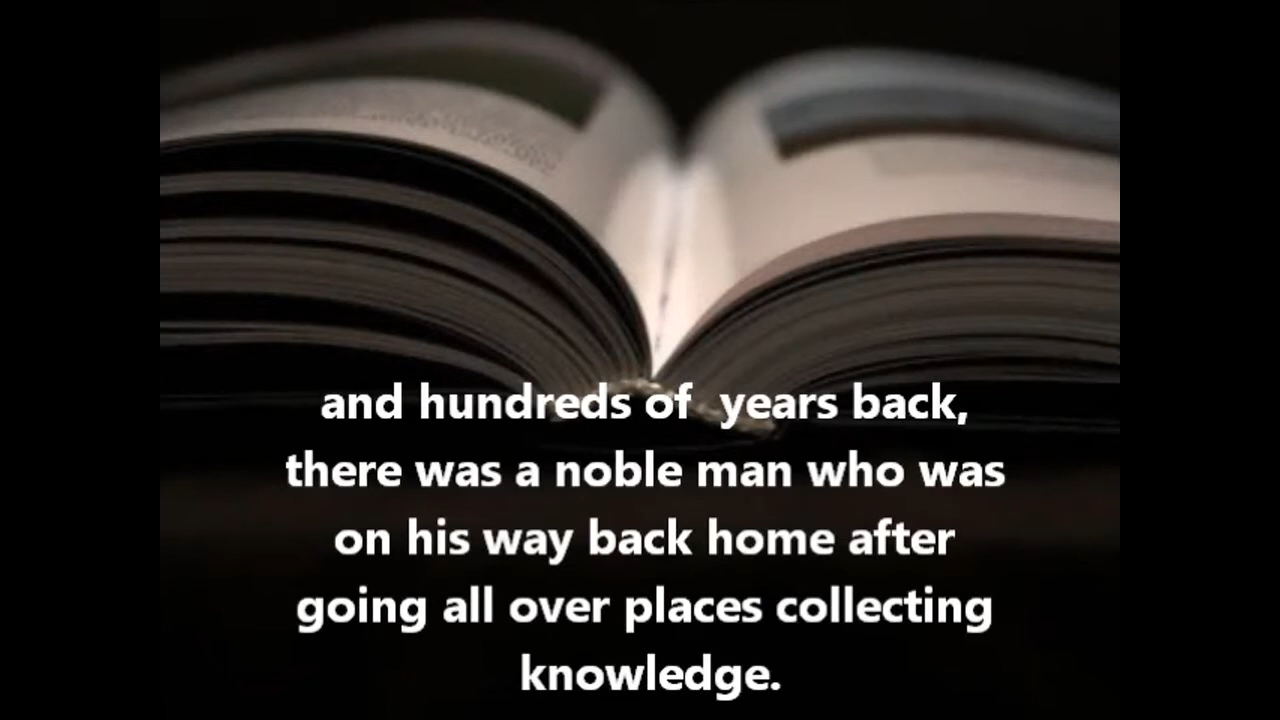 and hundreds of  years back,
there was a noble man who was
on his way back home after
going all over places collecting
knowledge.